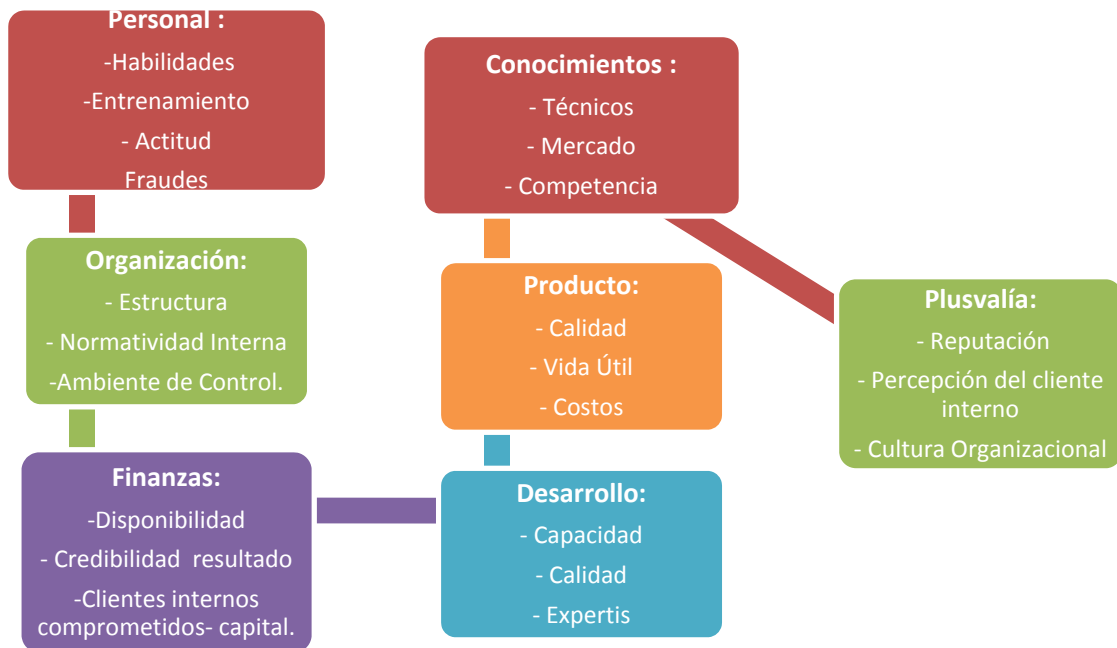 Personal :
-Habilidades
-Entrenamiento
- Actitud
Fraudes
Organización:
- Estructura
- Normatividad Interna
-Ambiente de Control.
Finanzas:
-Disponibilidad
- Credibilidad resultado
-Clientes internos
comprometidos- capital.
Desarrollo:
- Capacidad
- Calidad
- Expertis
Producto:
- Calidad
- Vida Útil
- Costos
Conocimientos :
- Técnicos
- Mercado
- Competencia
Plusvalía:
- Reputación
- Percepción del cliente
interno
- Cultura Organizacional